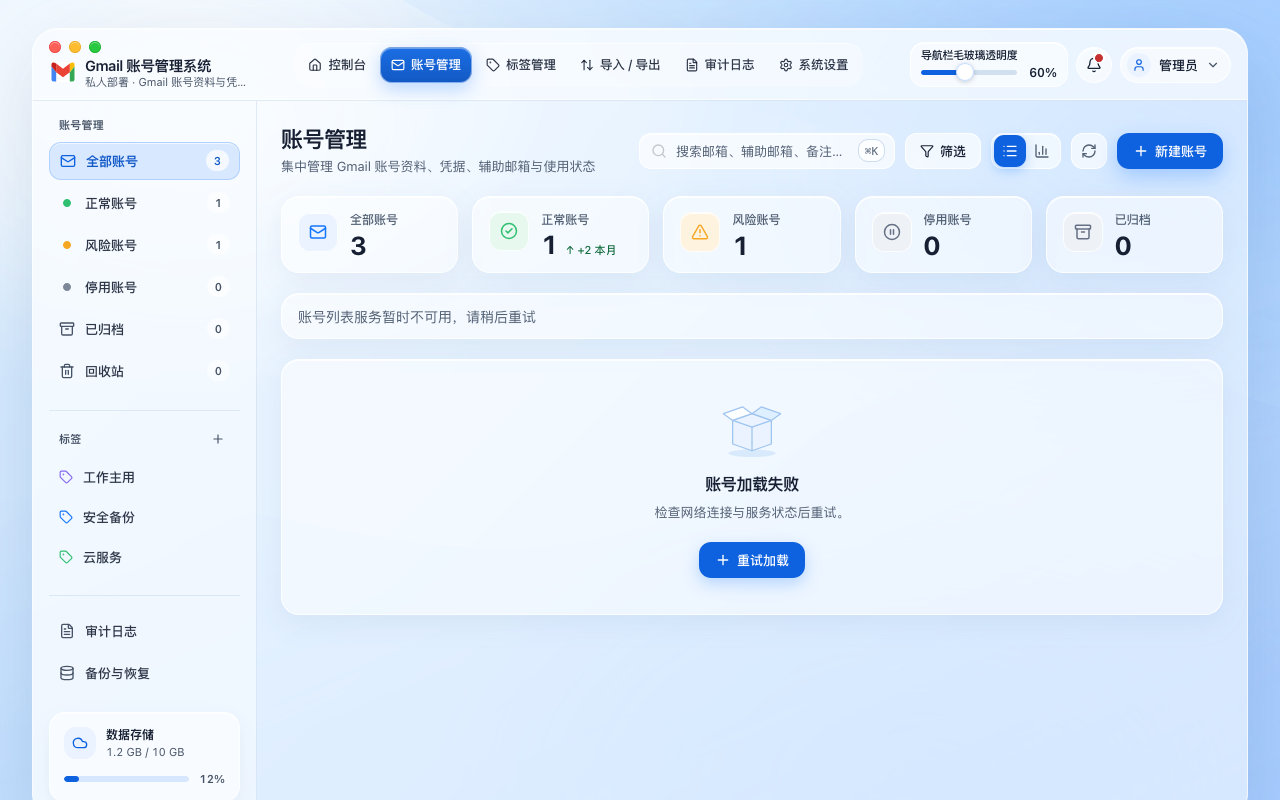 Gmail 账号管理系统
私人部署 · Gmail 账号资料与凭...
控制台
账号管理
标签管理
导入 / 导出
审计日志
系统设置
导航栏毛玻璃透明度
60%
管理员
账号管理
全部账号
3
正常账号
1
风险账号
1
停用账号
0
已归档
0
回收站
0
标签
工作主用
安全备份
云服务
审计日志
备份与恢复
数据存储
1.2 GB / 10 GB
12%
账号管理
集中管理 Gmail 账号资料、凭据、辅助邮箱与使用状态
搜索邮箱、辅助邮箱、备注...
⌘K
筛选
新建账号
全部账号
3
正常账号
1 ↑ +2 本月
风险账号
1
停用账号
0
已归档
0
账号列表服务暂时不可用，请稍后重试
账号加载失败
检查网络连接与服务状态后重试。
重试加载